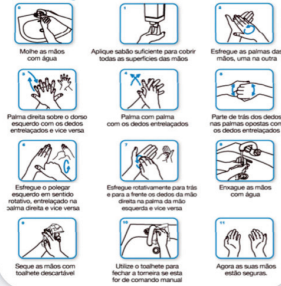 Molhe as mãos
com água
Aplique sabão suficiente para cobrir
todas as superfícies das mãos
Esfregue as palmas das
mãos, uma na outra
Palma direita sobre o dorso
esquerdo com os dedos
entrelaçados e vice versa
Palma com palma
com os dedos entrelaçados
Parte de trás dos dedos
nas palmas opostas com
os dedos entrelaçados
Esfregue o polegar
esquerdo em sentido
rotativo, entrelaçado na
palma direita e vice versa
Esfregue rotativamente para trás
e para a frente os dedos da mão
direita na palma da mão
esquerda e vice versa
Enxague as mãos
com água
Seque as mãos com
toalhete descartável
Utilize o toalhete para
fechar a torneira se esta
for de comando manual
11
Agora as suas mãos
estão seguras.